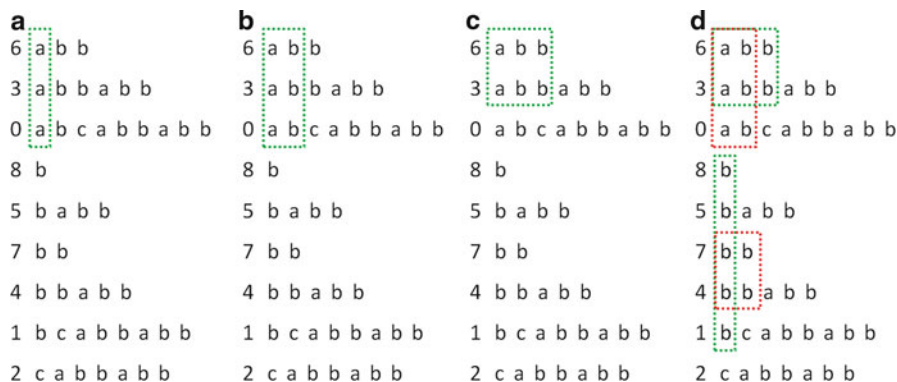 a b c d
6 a b b 6 a b b 6 a b b 6 a b b
3 a b b a b b 3 a b b a b b 3 a b b a b b 3 a b b a b b
0 a b c a b b a b b 0 a b c a b b a b b 0 a b c a b b a b b 0 a b c a b b a b b
8 b 8 b 8 b 8 b
5 b a b b 5 b a b b 5 b a b b 5 b a b b
7 b b 7 b b 7 b b 7 b b
4 b b a b b 4 b b a b b 4 b b a b b 4 b b a b b
1 b c a b b a b b 1 b c a b b a b b 1 b c a b b a b b 1 b c a b b a b b
2 c a b b a b b 2 c a b b a b b 2 c a b b a b b 2 c a b b a b b